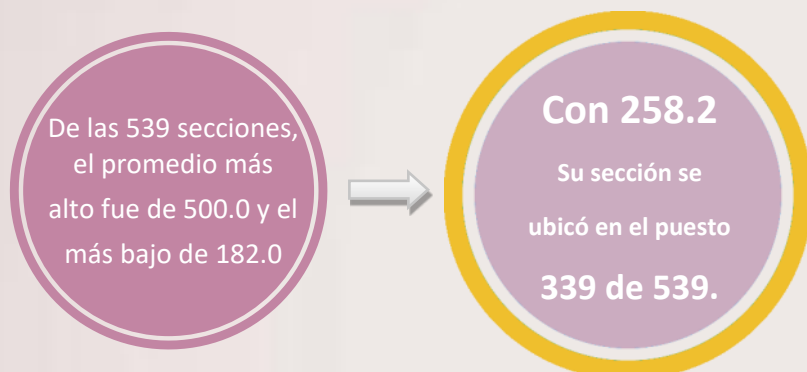 De las 539 secciones,
el promedio más
alto fue de 500.0 y el
más bajo de 182.0
Con 258.2
Su sección se
ubicó en el puesto
339 de 539.